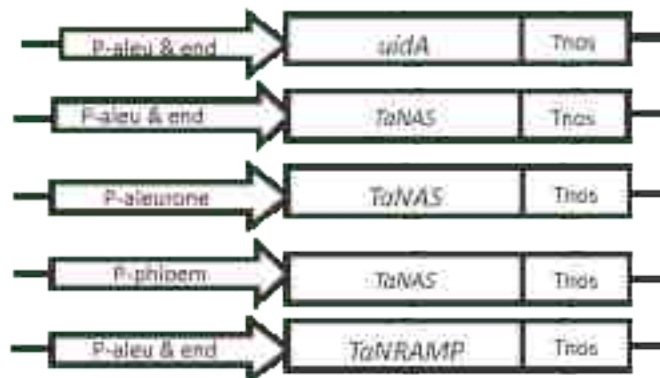 P-aleu & end uidA Tnos
P-aleu & end TaNAS Tnos
P-aleurone TaNAS Tnos
P-phloem TaNAS Tnos
P-aleu & end TaNRAMP Tnos